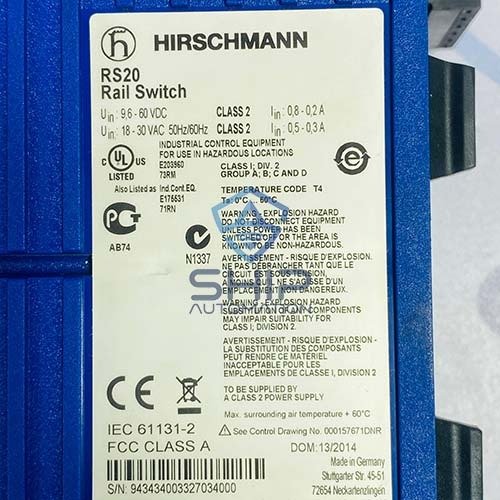 HIRSCHMANN
RS20
Rail Switch
Uin: 9,6 - 60 VDC CLASS 2 Iin: 0,8 - 0,2 A
Uin: 18 - 30 VAC 50Hz/60Hz CLASS 2 Iin: 0,5 - 0,3 A
INDUSTRIAL CONTROL EQUIPMENT
FOR USE IN HAZARDOUS LOCATIONS
UL
LISTED
E203960
73RM
CLASS I; DIV. 2
GROUP A; B; C AND D
Also Listed as Ind.Cont.EQ.
E175531
71RN
TEMPERATURE CODE T4
Ta: 0°C ... 60°C
WARNING - EXPLOSION HAZARD
DO NOT DISCONNECT EQUIPMENT
UNLESS POWER HAS BEEN
SWITCHED OFF OR THE AREA IS
KNOWN TO BE NON-HAZARDOUS.
AB74
N1337
AVERTISSEMENT - RISQUE D'EXPLOSION.
NE PAS DEBRANCHER TANT QUE LE
CIRCUIT EST SOUS TENSION, A
MOINS QU'IL NE S'AGISSE D'UN
EMPLACEMENT NON DANGEREUX.
SHIP
AUTOMATION
WARNING - EXPLOSION HAZARD -
SUBSTITUTION OF COMPONENTS
MAY IMPAIR SUITABILITY FOR
CLASS I; DIVISION 2.
AVERTISSEMENT - RISQUE D'EXPLOSION -
LA SUBSTITUTION DES COMPOSANTS
PEUT RENDRE CE MATERIEL
INACCEPTABLE POUR LES
EMPLACEMENTS DE CLASSE I; DIVISION 2
FOR USE IN / TO BE SUPPLIED BY
A CLASS 2 POWER SUPPLY
Max. surrounding air temperature + 60°C
CE
See Control Drawing No. 000157671DNR
IEC 61131-2
FCC CLASS A
DOM: 13/2014
Made in Germany
Stuttgarter Str. 45-51
72654 Neckartenzlingen
S/N: 943434003327034000